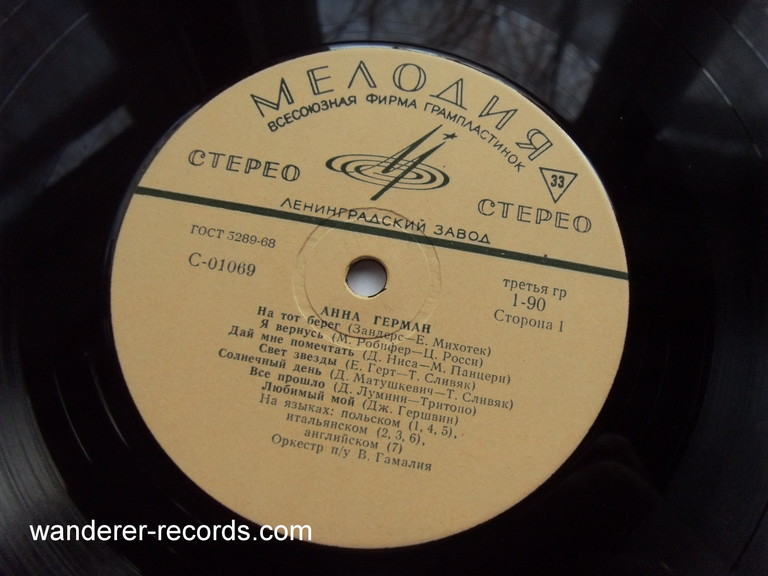 МЕЛОДИЯ
ВСЕСОЮЗНАЯ ФИРМА ГРАМПЛАСТИНОК
33
СТЕРЕО
СТЕРЕО
ЛЕНИНГРАДСКИЙ ЗАВОД
ГОСТ 5289-68
С-01069
третья гр
1-90
Сторона 1
АННА ГЕРМАН
На тот берег (Зандерс—Е. Михотек)
Я вернусь (М. Робифер—Ц. Росси)
Дай мне помечтать (Д. Ниса—М. Панцери)
Свет звезды (Е. Герт—Т. Сливяк)
Солнечный день (Д. Матушкевич—Т. Сливяк)
Все прошло (Д. Лумини—Тритопо)
Любимый мой (Дж. Гершвин)
На языках: польском (1, 4, 5),
итальянском (2, 3, 6),
английском (7)
Оркестр п/у В. Гамалия
wanderer-records.com